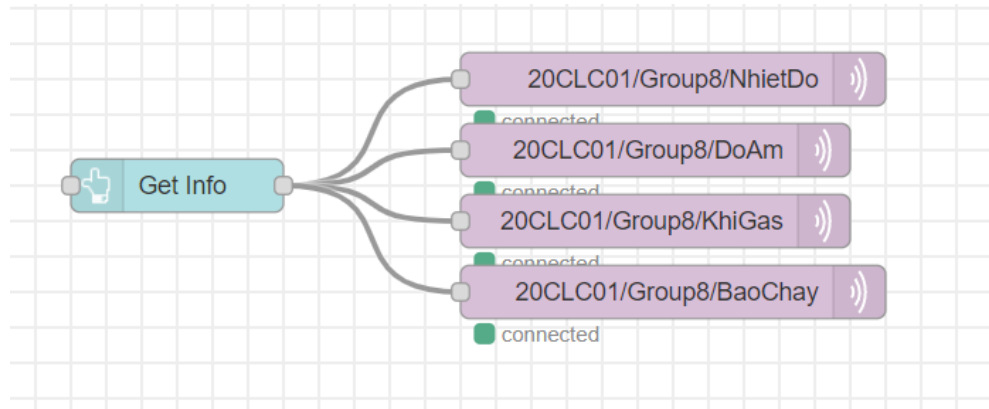 20CLC01/Group8/NhietDo
connected
20CLC01/Group8/DoAm
connected
Get Info
20CLC01/Group8/KhiGas
connected
20CLC01/Group8/BaoChay
connected